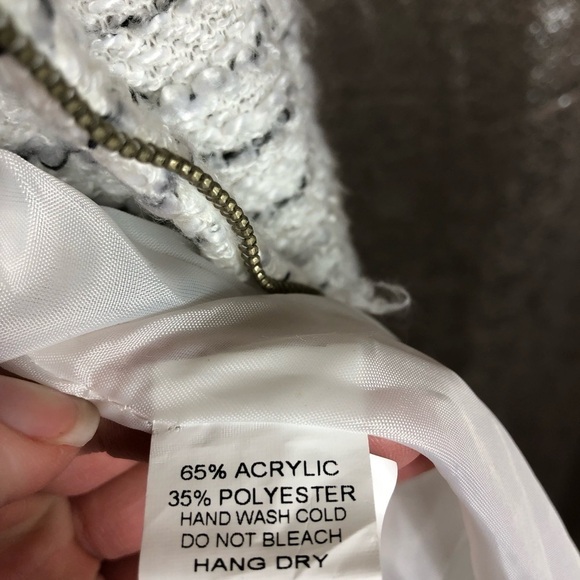 65% ACRYLIC
35% POLYESTER
HAND WASH COLD
DO NOT BLEACH
HANG DRY